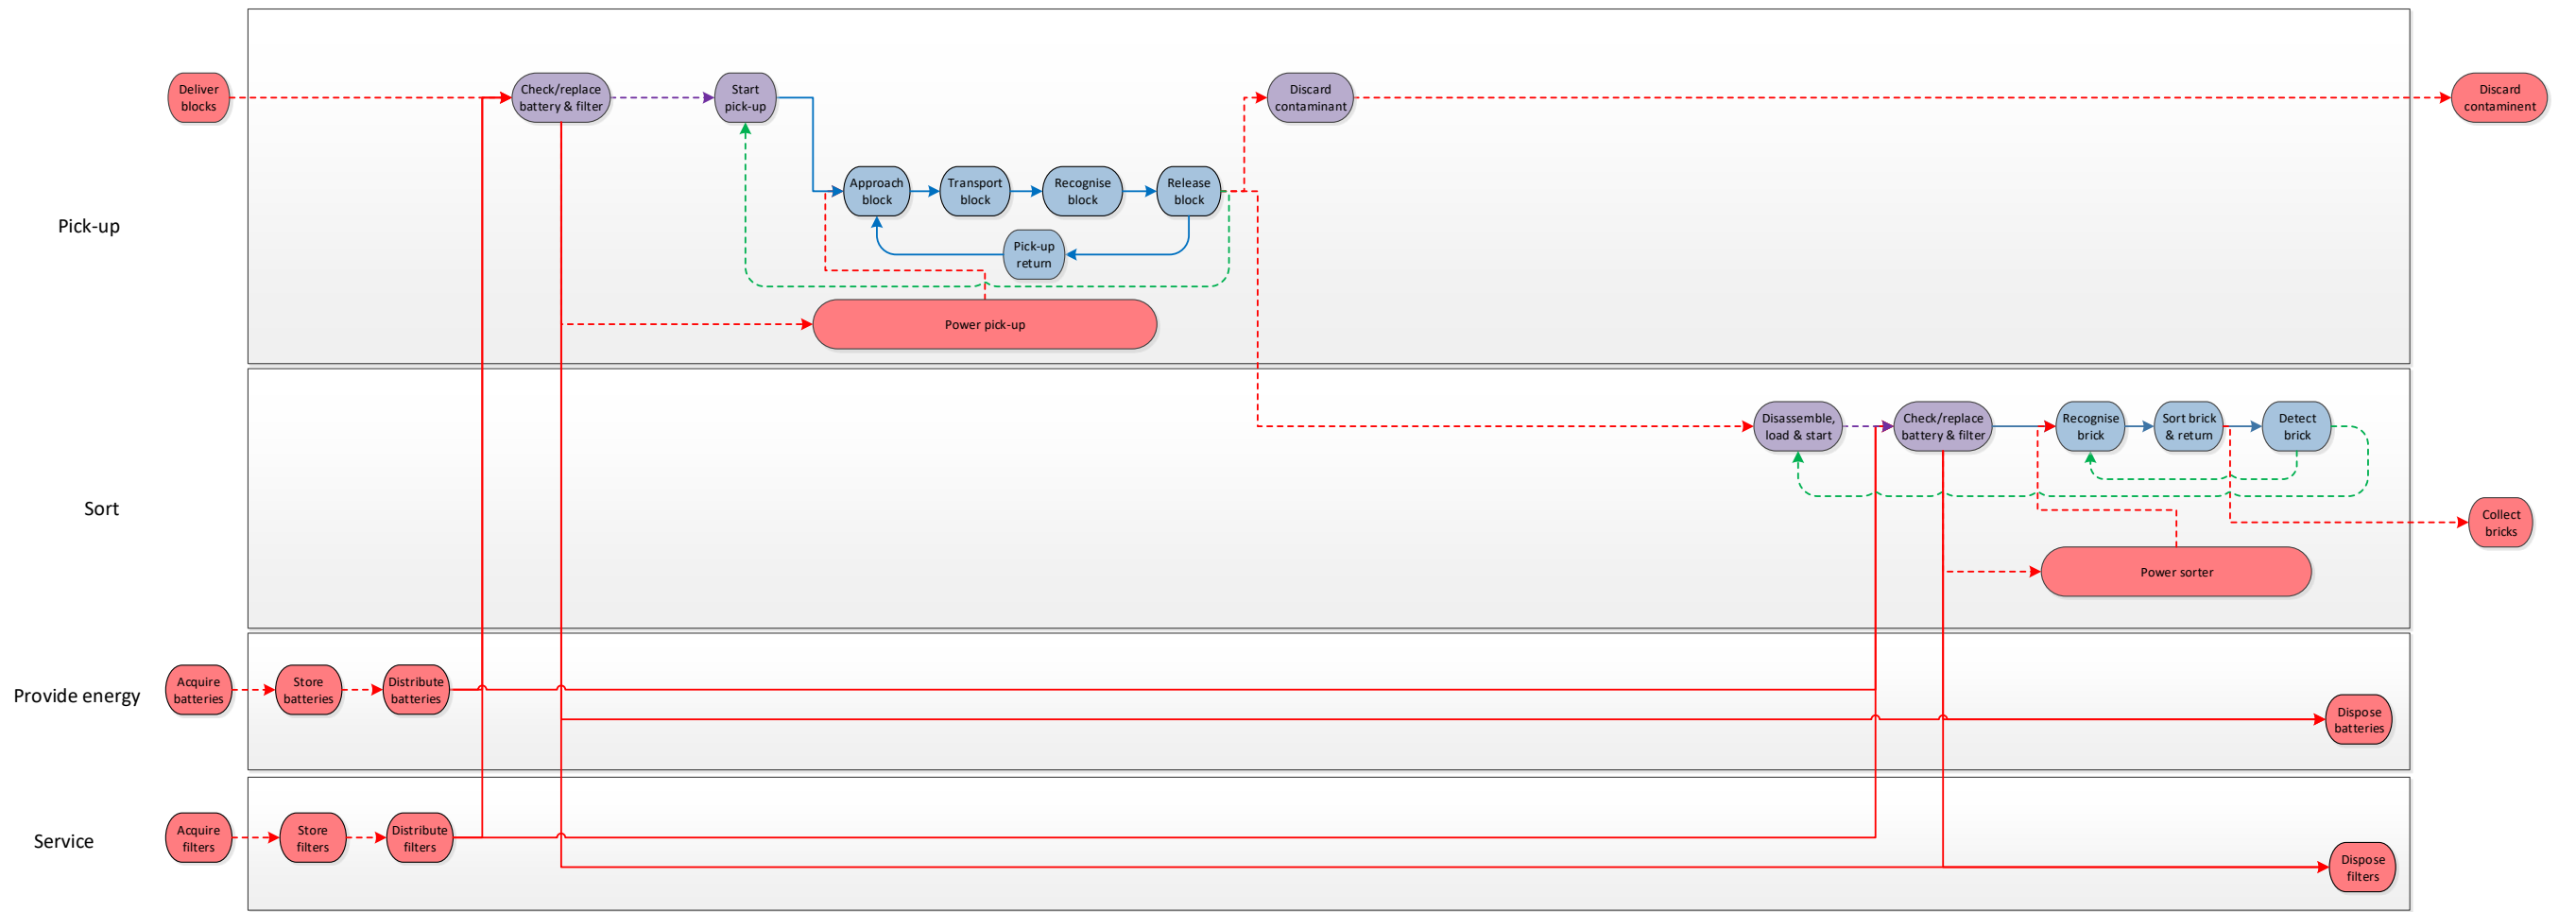 Deliver
blocks
Check/replace
battery & filter
Start
pick-up
Discard
contaminant
Discard
contaminent
Approach
block
Transport
block
Recognise
block
Release
block
Pick-up
Pick-up
return
Power pick-up
Disassemble,
load & start
Check/replace
battery & filter
Recognise
brick
Sort brick
& return
Detect
brick
Sort
Collect
bricks
Power sorter
Provide energy
Acquire
batteries
Store
batteries
Distribute
batteries
Dispose
batteries
Service
Acquire
filters
Store
filters
Distribute
filters
Dispose
filters